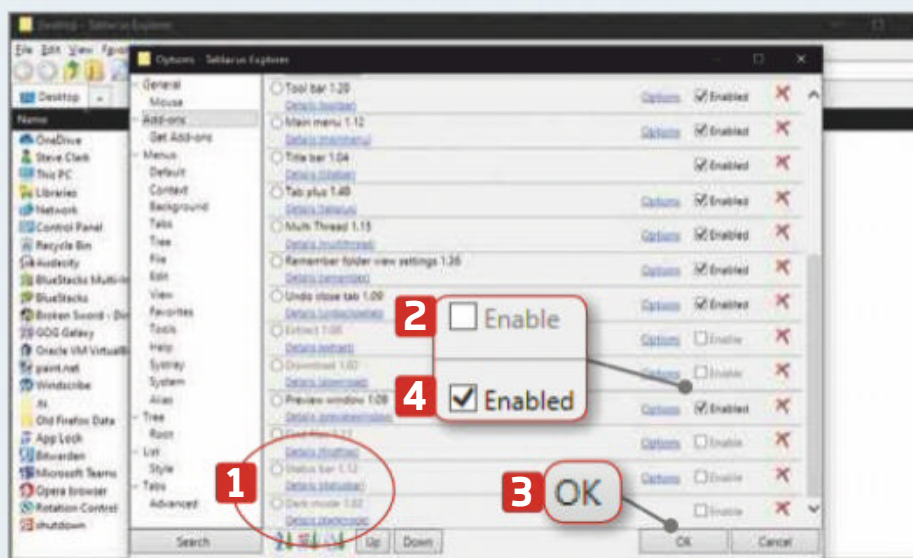 Desktop - Tablacus Explorer
File Edit View
Desktop
Name
OneDrive
Steve Clark
This PC
Libraries
Network
Control Panel
Recycle Bin
Audacity
BlueStacks
BlueStacks
Broken Sword
GOG Galaxy
Oracle VM
paint.net
Windscribe
Old Firefox Data
App Lock
Bitwarden
Microsoft Teams
Opera browser
Rotation Control
shutdown
Options - Tablacus Explorer
General
Mouse
Add-ons
Get Add-ons
Menus
Default
Context
Background
Tabs
Tree
File
Edit
View
Favorites
Tools
Help
Systray
System
Alias
Tree
Root
List
Style
Tabs
Advanced
Search
Tool bar 1.20
Details (toolbar)
Options Enabled
Main menu 1.12
Details (mainmenu)
Options Enabled
Title bar 1.04
Details (titlebar)
Enabled
Tab plus 1.40
Details (tabplus)
Options Enabled
Multi Thread 1.15
Details (multithread)
Options Enabled
Remember folder view settings 1.36
Details (remember)
Options Enabled
Undo close tab 1.09
Details (undoclosetab)
Options Enabled
Extract 1.08
Details (extract)
Options Enable
Download 1.02
Details (download)
Options Enable
Preview window 1.09
Details (previewwindow)
Options Enabled
Options Enable
Status bar 1.12
Details (statusbar)
Options Enable
Dark mode 1.02
Details (darkmode)
Enable
Up Down
OK Cancel
1
2 Enable
4 Enabled
3 OK